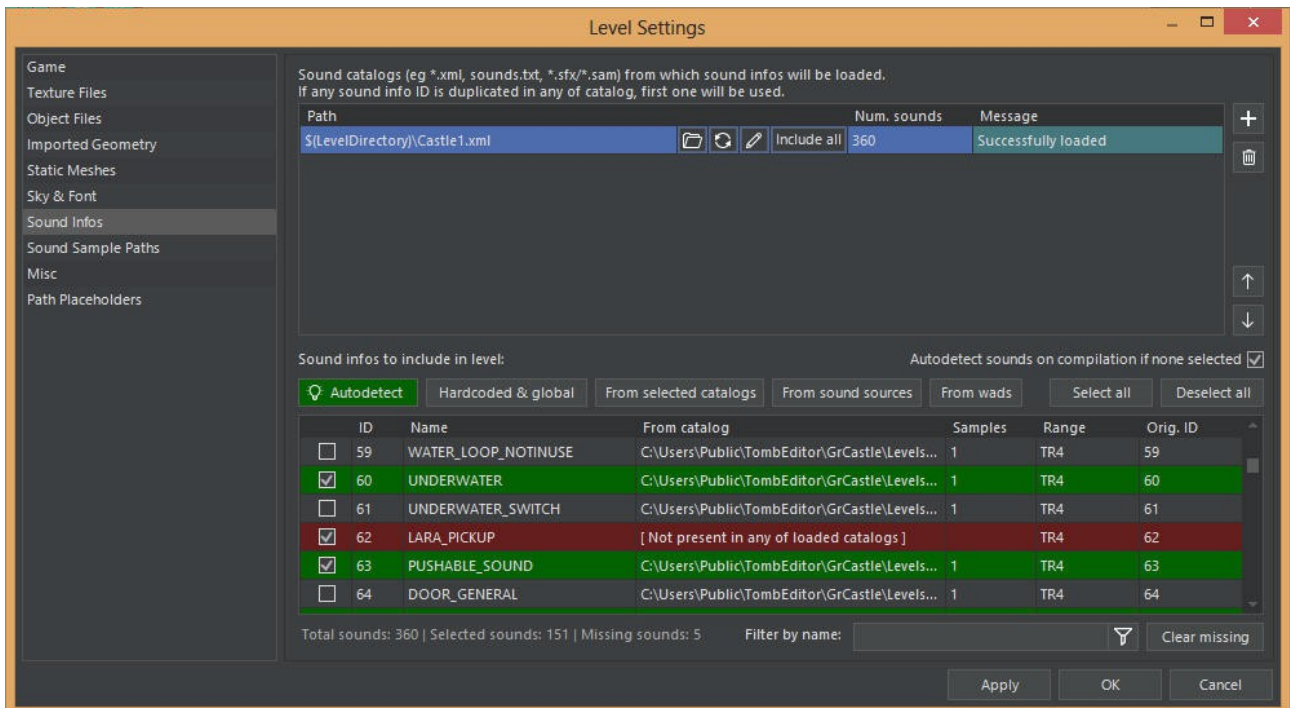 Level Settings
Game
Texture Files
Object Files
Imported Geometry
Static Meshes
Sky & Font
Sound Infos
Sound Sample Paths
Misc
Path Placeholders
Sound catalogs (eg *.xml, sounds.txt, *.sfx/*.sam) from which sound infos will be loaded.
If any sound info ID is duplicated in any of catalog, first one will be used.
Path Num. sounds Message
$(LevelDirectory)\Castle1.xml Include all 360 Successfully loaded
Sound infos to include in level: Autodetect sounds on compilation if none selected
Autodetect Hardcoded & global From selected catalogs From sound sources From wads Select all Deselect all
ID Name From catalog Samples Range Orig. ID
59 WATER_LOOP_NOTINUSE C:\Users\Public\TombEditor\GrCastle\Levels... 1 TR4 59
60 UNDERWATER C:\Users\Public\TombEditor\GrCastle\Levels... 1 TR4 60
61 UNDERWATER_SWITCH C:\Users\Public\TombEditor\GrCastle\Levels... 1 TR4 61
62 LARA_PICKUP [ Not present in any of loaded catalogs ] TR4 62
63 PUSHABLE_SOUND C:\Users\Public\TombEditor\GrCastle\Levels... 1 TR4 63
64 DOOR_GENERAL C:\Users\Public\TombEditor\GrCastle\Levels... 1 TR4 64
Total sounds: 360 | Selected sounds: 151 | Missing sounds: 5 Filter by name: Clear missing
Apply OK Cancel